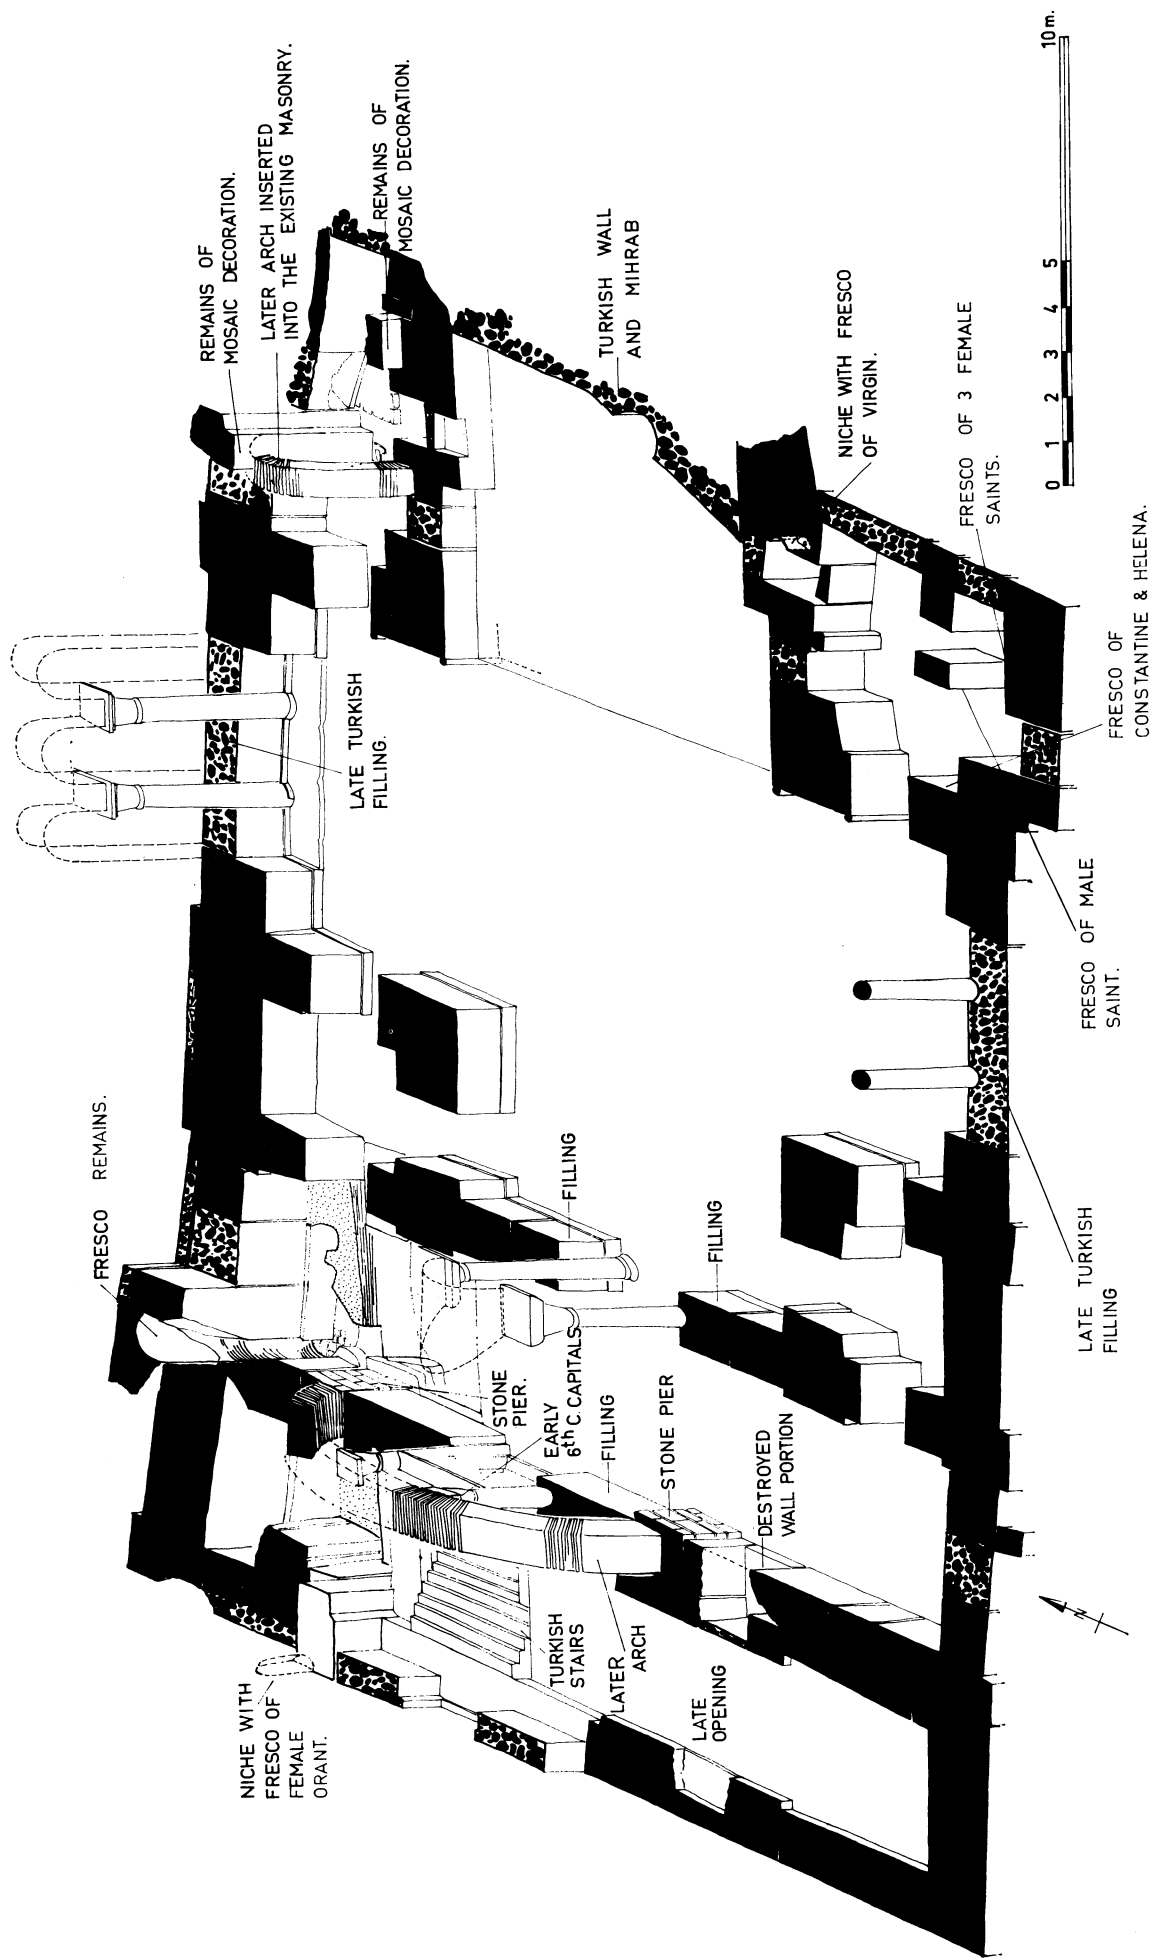 FRESCO REMAINS.
REMAINS OF
MOSAIC DECORATION.
LATER ARCH INSERTED
INTO THE EXISTING MASONRY.
REMAINS OF
MOSAIC DECORATION.
LATE TURKISH
FILLING.
TURKISH WALL
AND MIHRAB
NICHE WITH FRESCO
OF VIRGIN.
FRESCO OF 3 FEMALE
SAINTS.
FRESCO OF
CONSTANTINE & HELENA.
FRESCO OF MALE
SAINT.
LATE TURKISH
FILLING
FILLING
FILLING
STONE
PIER.
EARLY
6th C. CAPITALS
FILLING
STONE PIER
DESTROYED
WALL PORTION
NICHE WITH
FRESCO OF
FEMALE
ORANT.
TURKISH
STAIRS
LATER
ARCH
LATE
OPENING
N
0 1 2 3 4 5 10m.